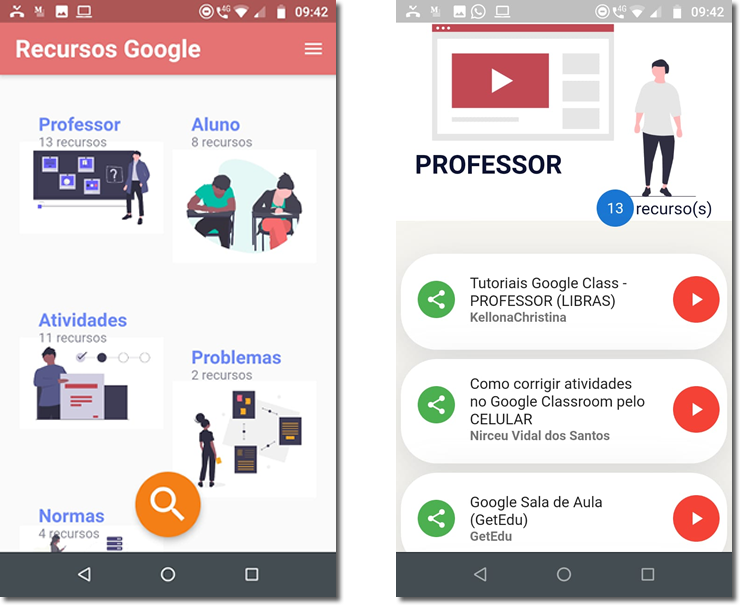 4G
09:42
Recursos Google
Professor
13 recursos
Aluno
8 recursos
?
Atividades
11 recursos
Problemas
2 recursos
Normas
4 recursos
4G
09:42
PROFESSOR
13 recurso(s)
Tutoriais Google Class -
PROFESSOR (LIBRAS)
KellonaChristina
Como corrigir atividades
no Google Classroom pelo
CELULAR
Nirceu Vidal dos Santos
Google Sala de Aula
(GetEdu)
GetEdu